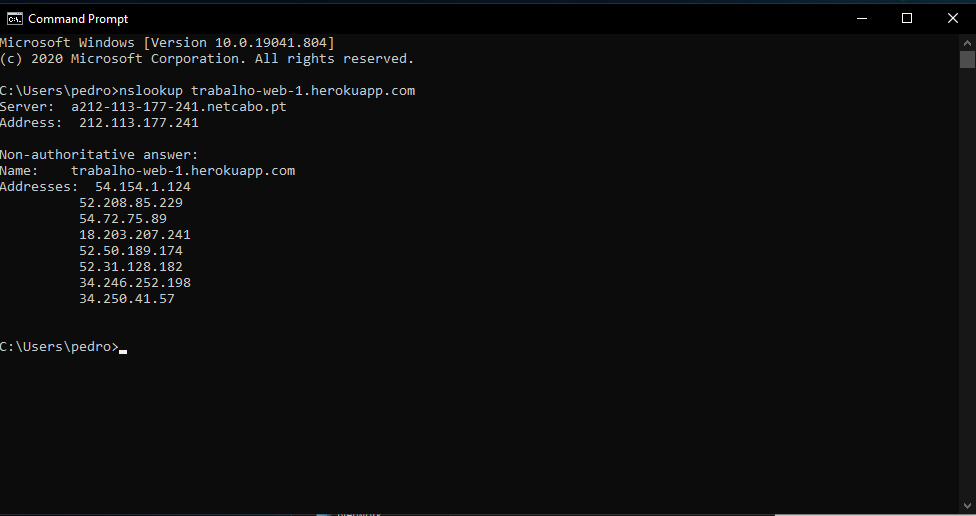 Command Prompt
Microsoft Windows [Version 10.0.19041.804]
(c) 2020 Microsoft Corporation. All rights reserved.
C:\Users\pedro>nslookup trabalho-web-1.herokuapp.com
Server:  a212-113-177-241.netcabo.pt
Address:  212.113.177.241
Non-authoritative answer:
Name:    trabalho-web-1.herokuapp.com
Addresses:  54.154.1.124
52.208.85.229
54.72.75.89
18.203.207.241
52.50.189.174
52.31.128.182
34.246.252.198
34.250.41.57
C:\Users\pedro>